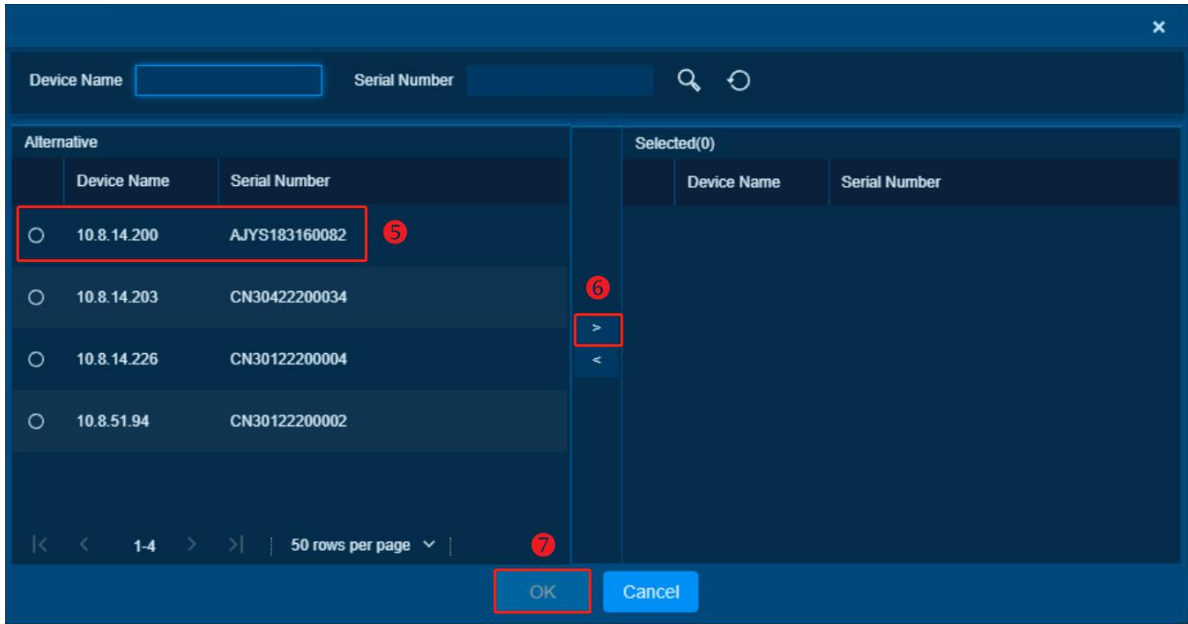 ×
Device Name Serial Number
Alternative
Device Name Serial Number
10.8.14.200 AJYS183160082 5
10.8.14.203 CN30422200034
10.8.14.226 CN30122200004
10.8.51.94 CN30122200002
|< < 1-4 > >| 50 rows per page 7
6
>
<
Selected(0)
Device Name Serial Number
OK Cancel